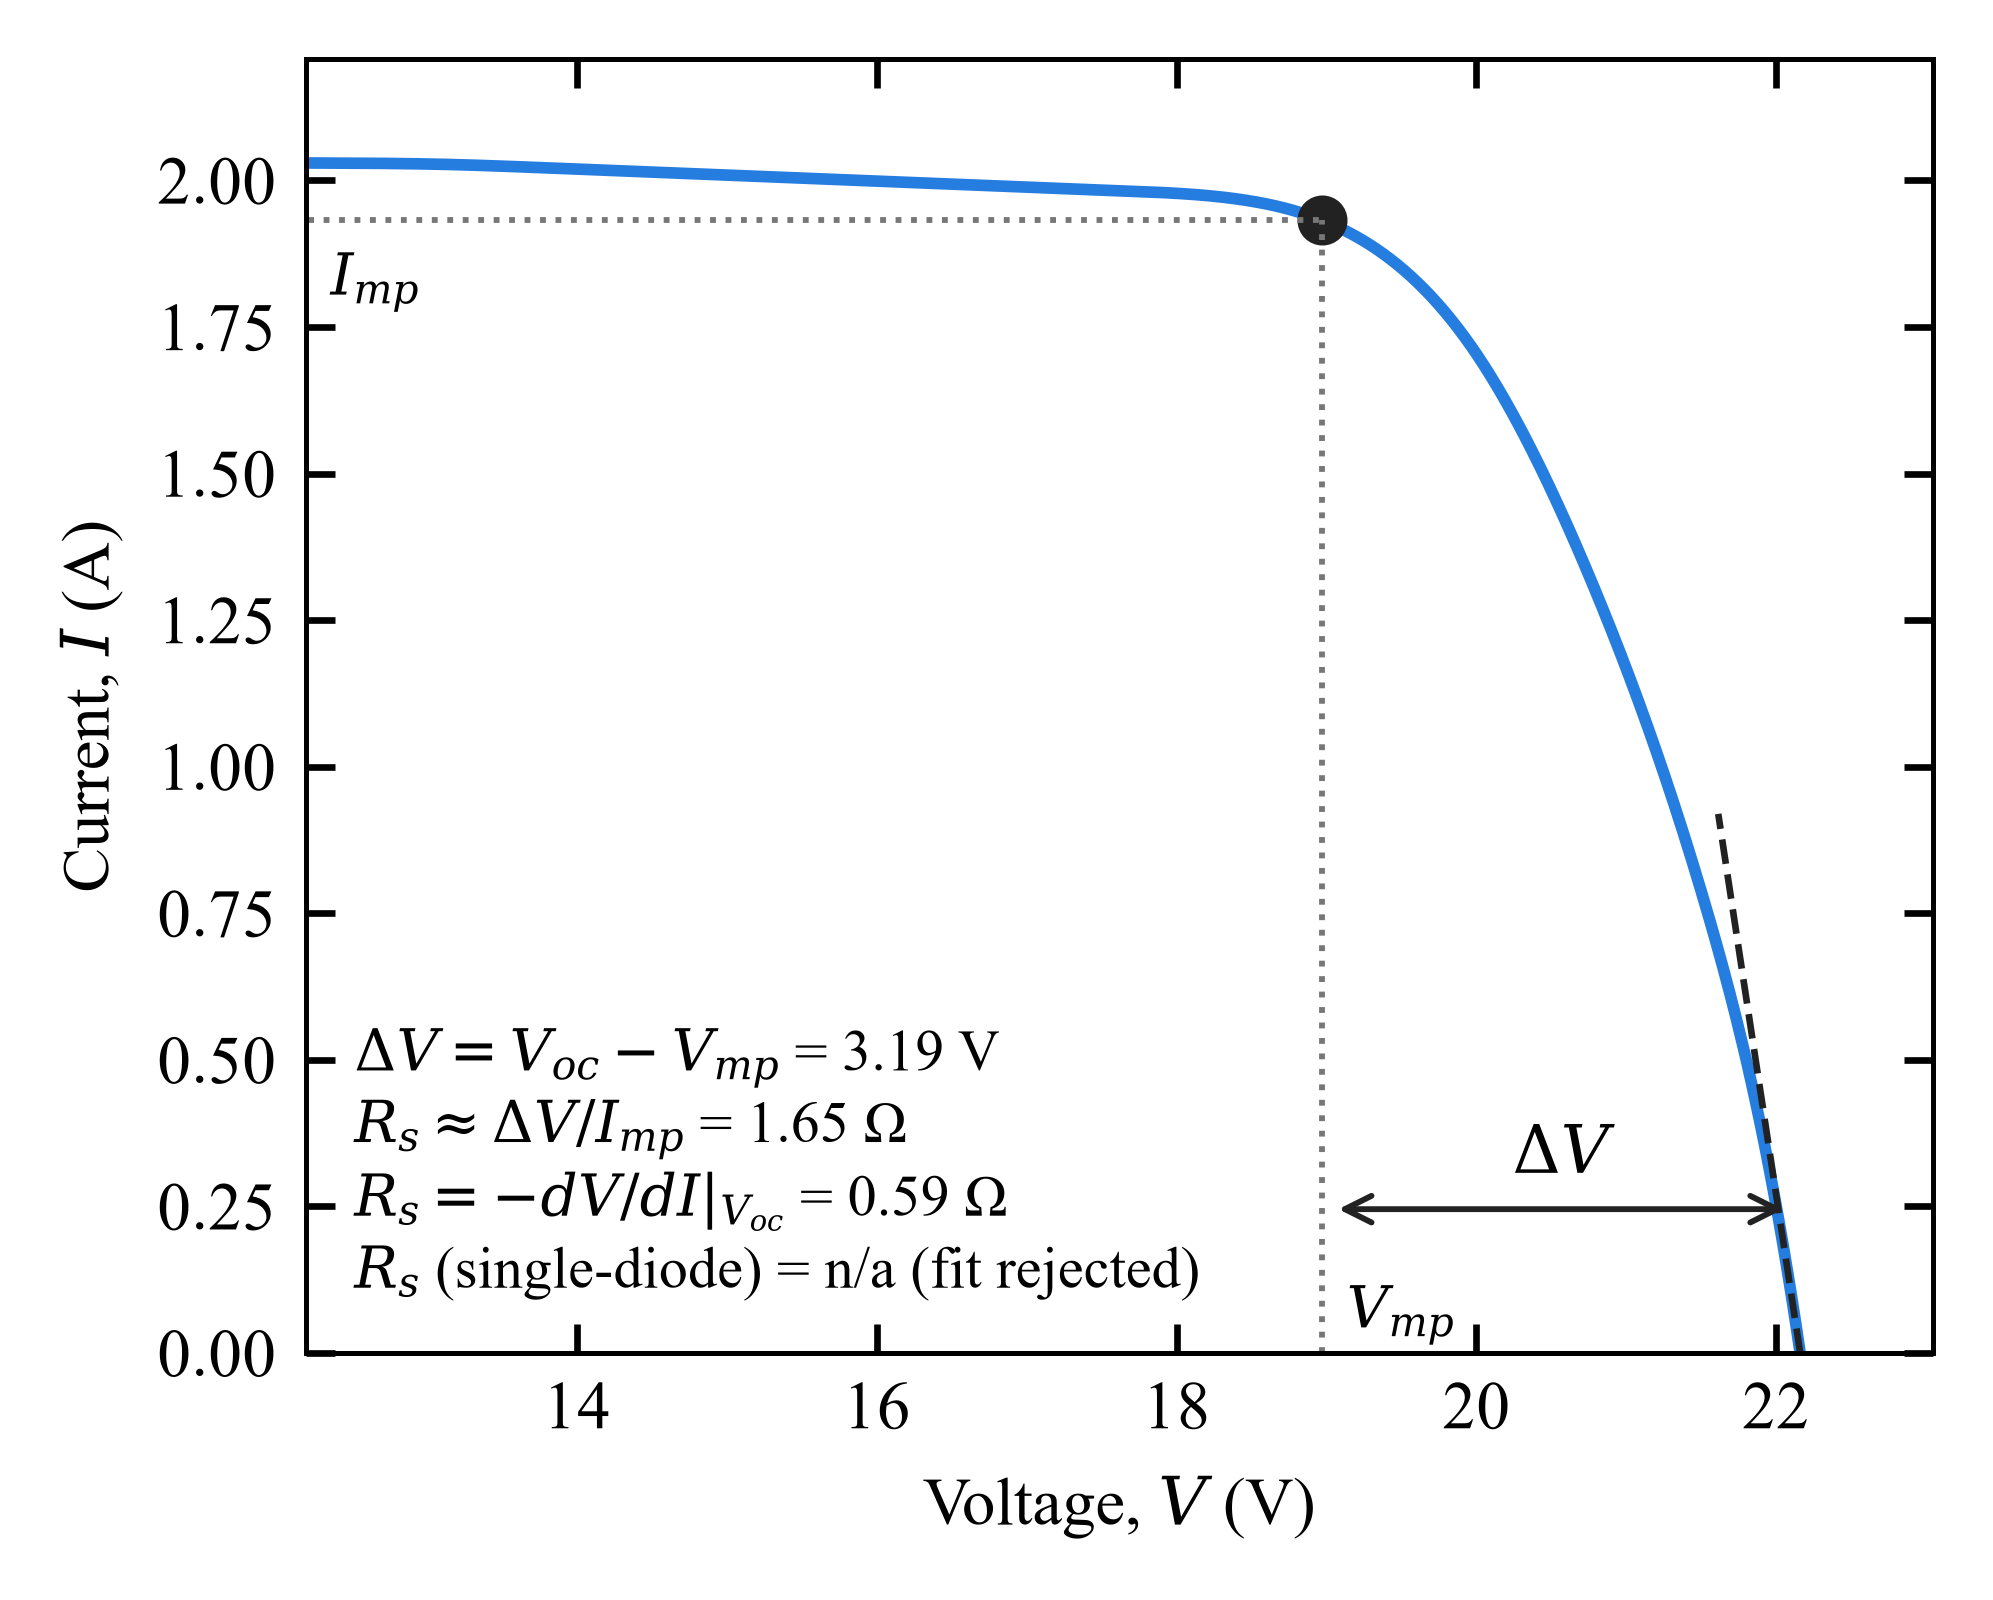 2.00
1.75
1.50
1.25
1.00
0.75
0.50
0.25
0.00
Current, I (A)
I_mp
ΔV = V_oc − V_mp = 3.19 V
R_s ≈ ΔV/I_mp = 1.65 Ω
R_s = −dV/dI|_V_oc = 0.59 Ω
R_s (single-diode) = n/a (fit rejected)
ΔV
V_mp
14 16 18 20 22
Voltage, V (V)